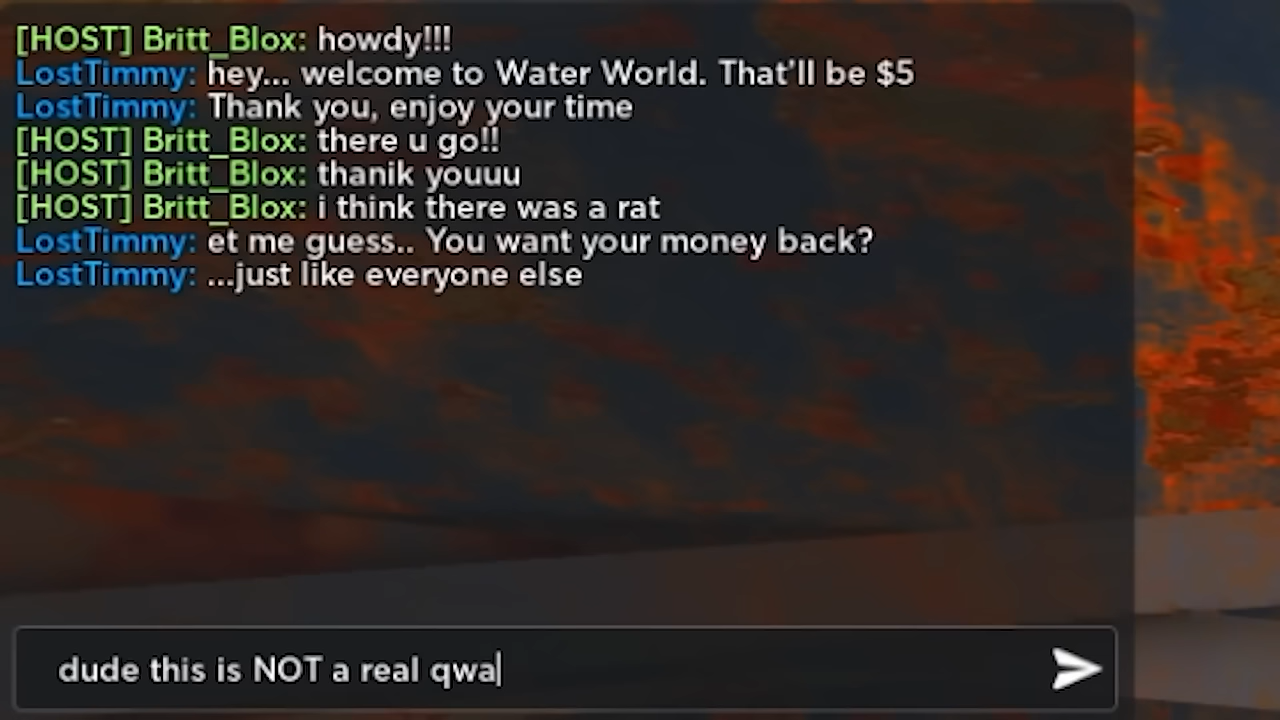 [HOST] Britt_Blox: howdy!!!
LostTimmy: hey... welcome to Water World. That'll be $5
LostTimmy: Thank you, enjoy your time
[HOST] Britt_Blox: there u go!!
[HOST] Britt_Blox: thanik youuu
[HOST] Britt_Blox: i think there was a rat
LostTimmy: et me guess.. You want your money back?
LostTimmy: ...just like everyone else
dude this is NOT a real qwa